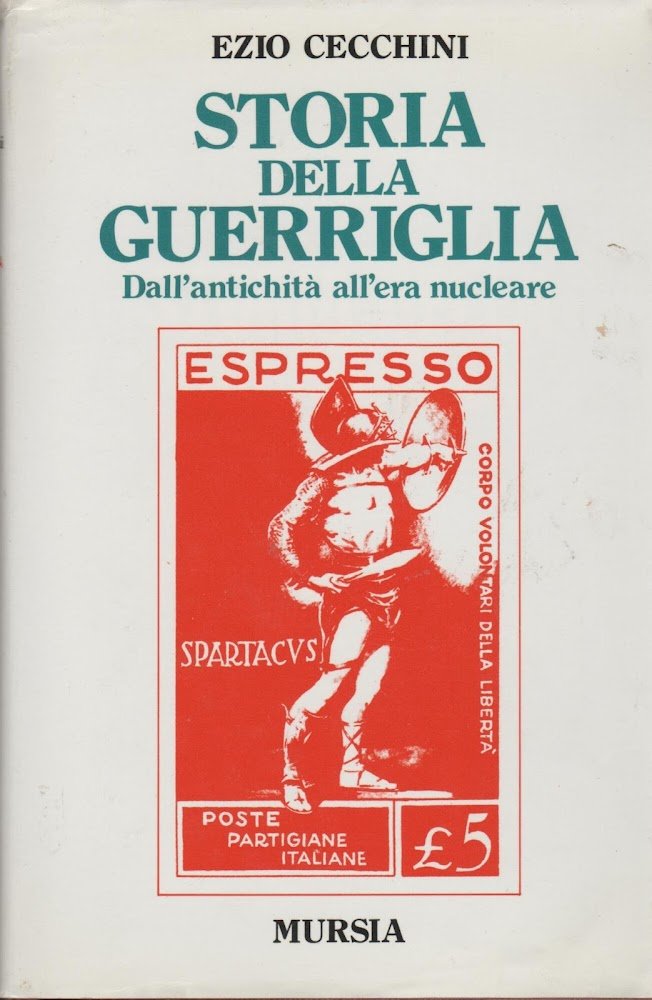 EZIO CECCHINI
STORIA
DELLA
GUERRIGLIA
Dall'antichità all'era nucleare
ESPRESSO
CORPO VOLONTARI DELLA LIBERTÀ
SPARTACVS
POSTE
PARTIGIANE
ITALIANE
£5
MURSIA